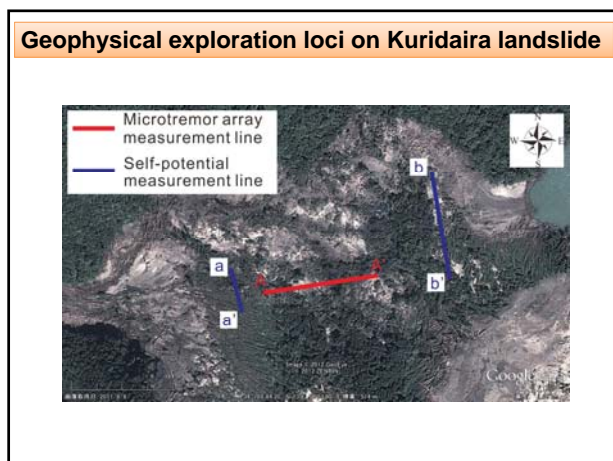 Geophysical exploration loci on Kuridaira landslide
Microtremor array
measurement line
Self-potential
measurement line
N
W E
S
b
a
A
B
b'
a'
Google